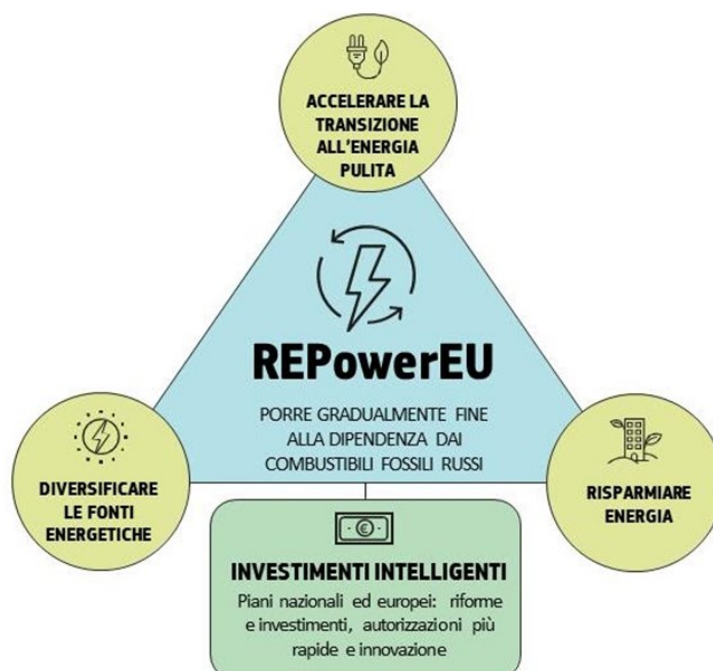 ACCELERARE LA
TRANSIZIONE
ALL'ENERGIA
PULITA
REPowerEU
PORRE GRADUALMENTE FINE
ALLA DIPENDENZA DAI
COMBUSTIBILI FOSSILI RUSSI
DIVERSIFICARE
LE FONTI
ENERGETICHE
RISPARMIARE
ENERGIA
€
INVESTIMENTI INTELLIGENTI
Piani nazionali ed europei: riforme
e investimenti, autorizzazioni più
rapide e innovazione